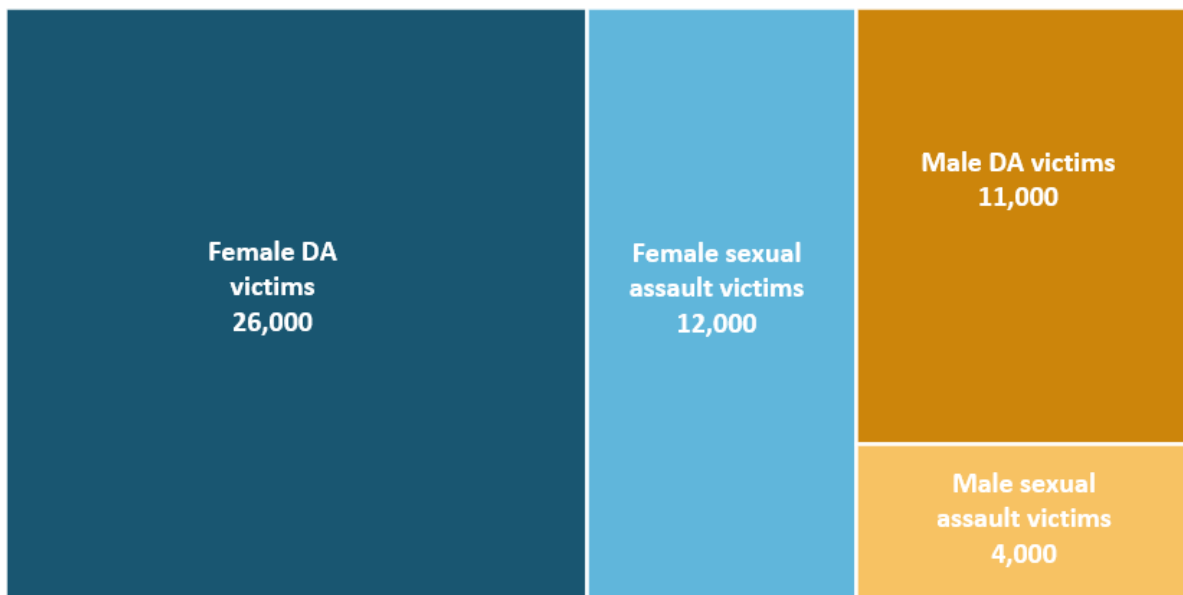 Female DA
victims
26,000
Female sexual
assault victims
12,000
Male DA victims
11,000
Male sexual
assault victims
4,000